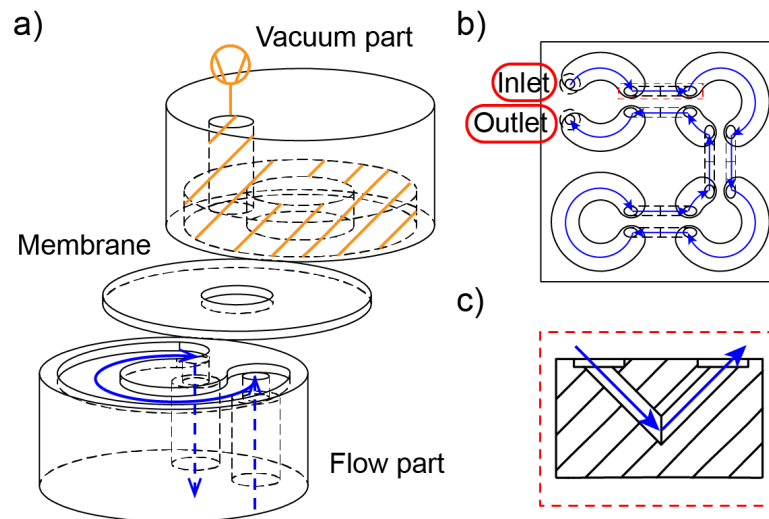 a)
Vacuum part
Membrane
Flow part
b)
Inlet
Outlet
c)